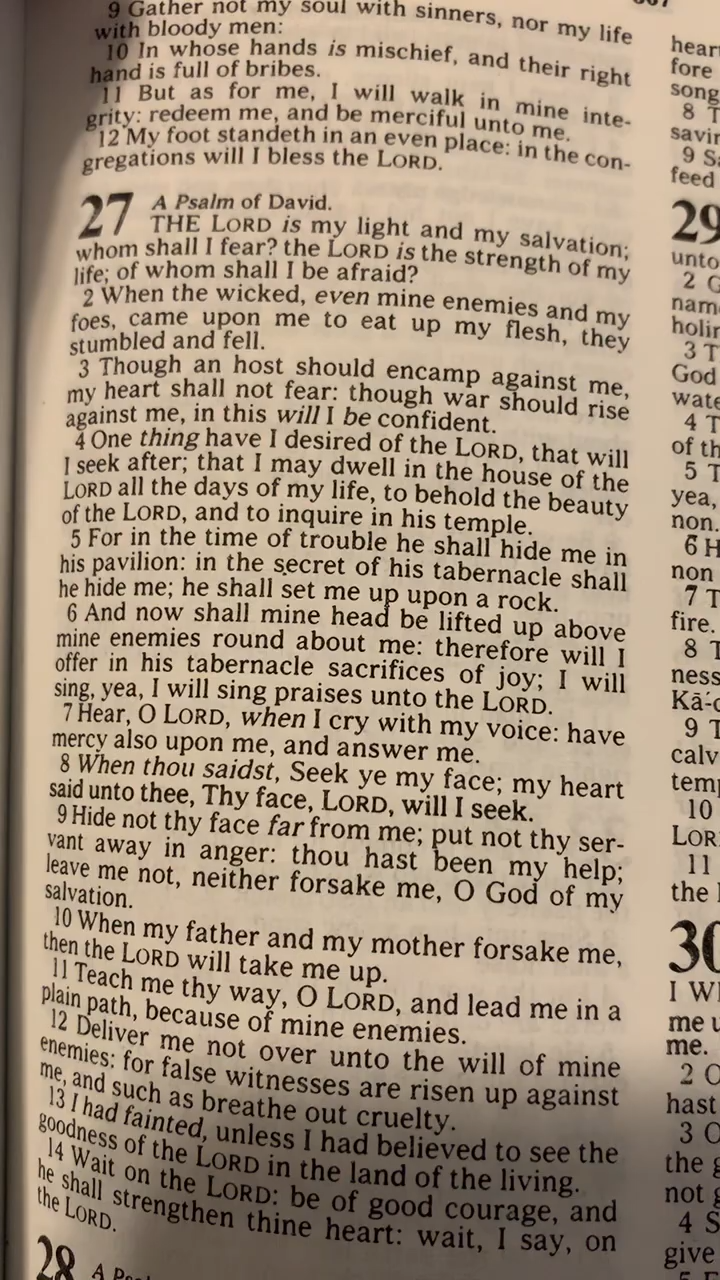 9 Gather not my soul with sinners, nor my life
with bloody men:
10 In whose hands is mischief, and their right
hand is full of bribes.
11 But as for me, I will walk in mine inte-
grity: redeem me, and be merciful unto me.
12 My foot standeth in an even place: in the con-
gregations will I bless the LORD.
27 A Psalm of David.
THE LORD is my light and my salvation;
whom shall I fear? the LORD is the strength of my
life; of whom shall I be afraid?
2 When the wicked, even mine enemies and my
foes, came upon me to eat up my flesh, they
stumbled and fell.
3 Though an host should encamp against me,
my heart shall not fear: though war should rise
against me, in this will I be confident.
4 One thing have I desired of the LORD, that will
I seek after; that I may dwell in the house of the
LORD all the days of my life, to behold the beauty
of the LORD, and to inquire in his temple.
5 For in the time of trouble he shall hide me in
his pavilion: in the secret of his tabernacle shall
he hide me; he shall set me up upon a rock.
6 And now shall mine head be lifted up above
mine enemies round about me: therefore will I
offer in his tabernacle sacrifices of joy; I will
sing, yea, I will sing praises unto the LORD.
7 Hear, O LORD, when I cry with my voice: have
mercy also upon me, and answer me.
8 When thou saidst, Seek ye my face; my heart
said unto thee, Thy face, LORD, will I seek.
9 Hide not thy face far from me; put not thy ser-
vant away in anger: thou hast been my help;
leave me not, neither forsake me, O God of my
salvation.
10 When my father and my mother forsake me,
then the LORD will take me up.
11 Teach me thy way, O LORD, and lead me in a
plain path, because of mine enemies.
12 Deliver me not over unto the will of mine
enemies: for false witnesses are risen up against
me, and such as breathe out cruelty.
13 I had fainted, unless I had believed to see the
goodness of the LORD in the land of the living.
14 Wait on the LORD: be of good courage, and
he shall strengthen thine heart: wait, I say, on
the LORD.
28 A
fore
song
8
9
feed
29
unto
2
3
God
4
of th
5
yea,
non.
6
non
7
fire.
8
9
10
11
the
30
I
me
me.
2
hast
3
the
not
4
give